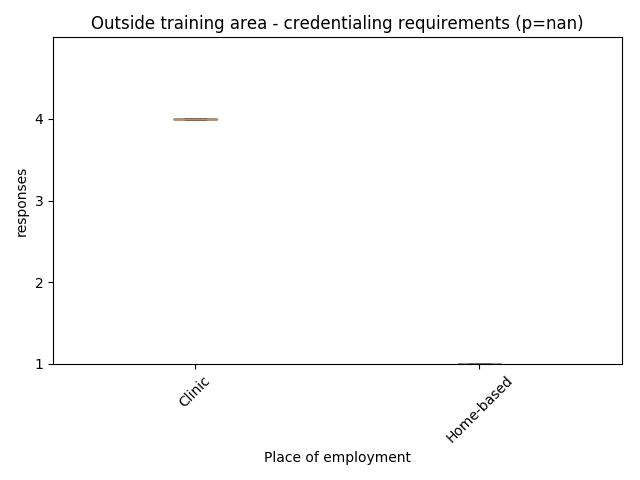 Outside training area - credentialing requirements (p=nan)
responses
4
3
2
1
Clinic
Home-based
Place of employment